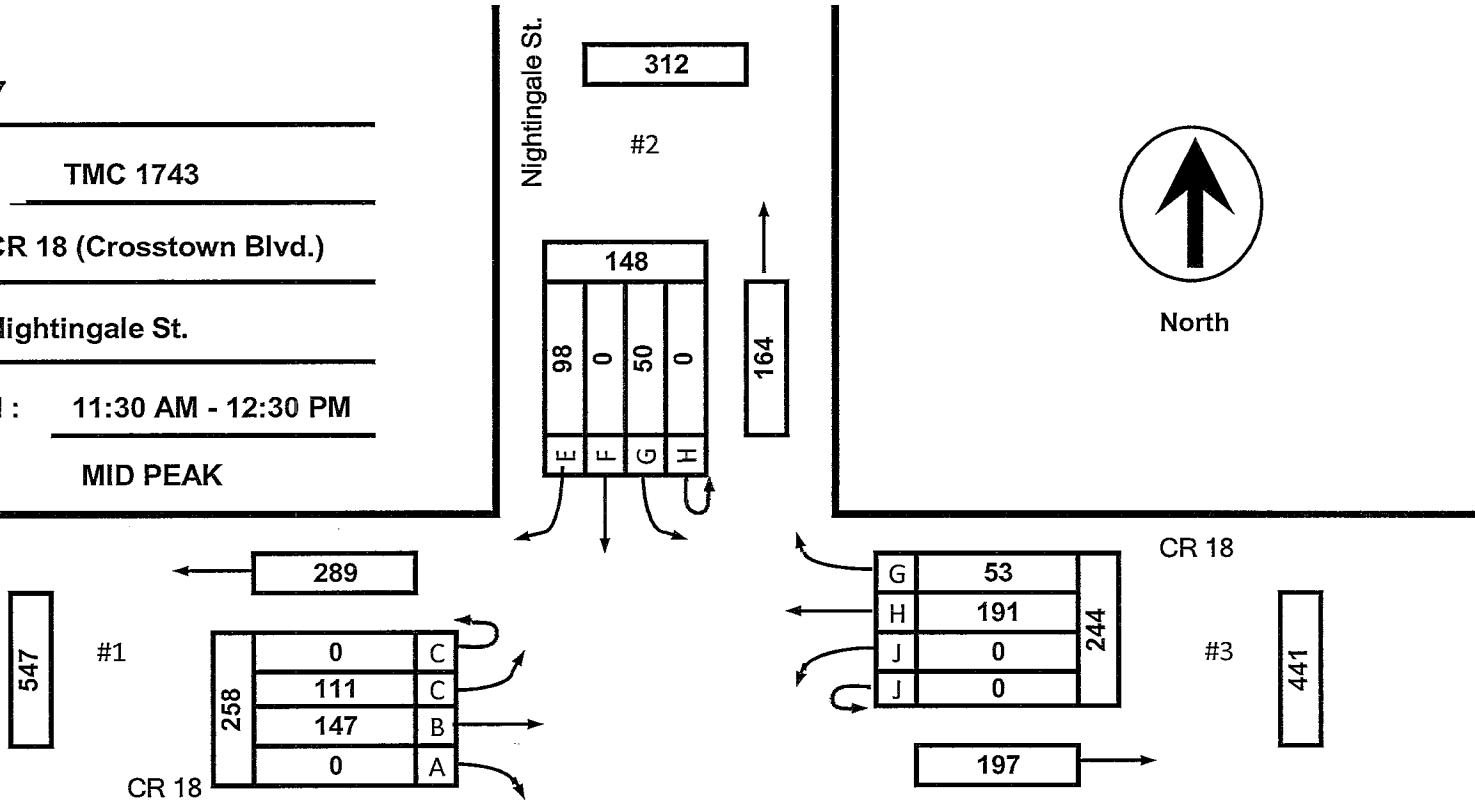 Nightingale St.
312
#2
TMC 1743
CR 18 (Crosstown Blvd.)
Nightingale St.
11:30 AM - 12:30 PM
MID PEAK
148
98
0
50
0
E
F
G
H
164
North
289
547
#1
258
0 C
111 C
147 B
0 A
CR 18
CR 18
G 53
H 191
J 0
J 0
244
#3
441
197